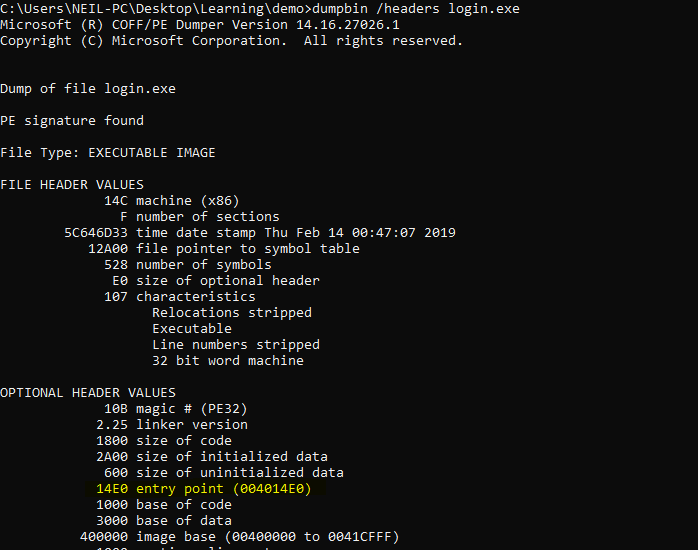 C:\Users\NEIL-PC\Desktop\Learning\demo>dumpbin /headers login.exe
Microsoft (R) COFF/PE Dumper Version 14.16.27026.1
Copyright (C) Microsoft Corporation.  All rights reserved.
Dump of file login.exe
PE signature found
File Type: EXECUTABLE IMAGE
FILE HEADER VALUES
14C machine (x86)
F number of sections
5C646D33 time date stamp Thu Feb 14 00:47:07 2019
12A00 file pointer to symbol table
528 number of symbols
E0 size of optional header
107 characteristics
Relocations stripped
Executable
Line numbers stripped
32 bit word machine
OPTIONAL HEADER VALUES
10B magic # (PE32)
2.25 linker version
1800 size of code
2A00 size of initialized data
600 size of uninitialized data
14E0 entry point (004014E0)
1000 base of code
3000 base of data
400000 image base (00400000 to 0041CFFF)